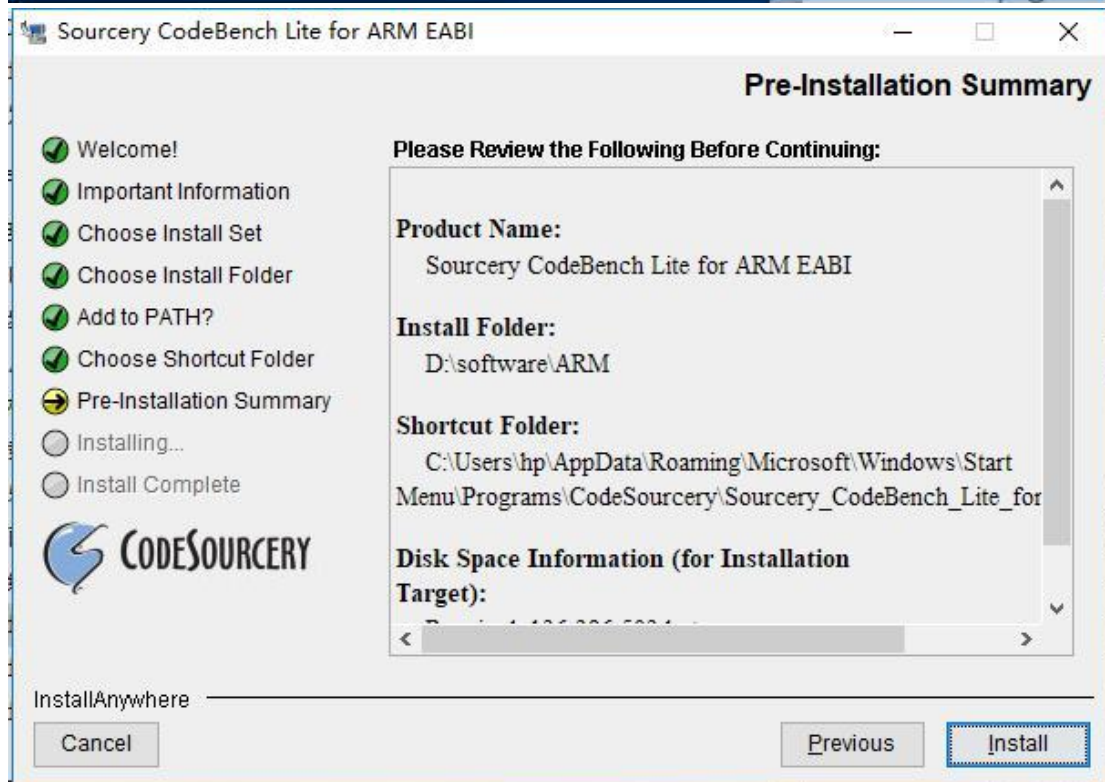 Sourcery CodeBench Lite for ARM EABI
Pre-Installation Summary
Welcome!
Important Information
Choose Install Set
Choose Install Folder
Add to PATH?
Choose Shortcut Folder
Pre-Installation Summary
Installing...
Install Complete
CODESOURCERY
Please Review the Following Before Continuing:
Product Name:
Sourcery CodeBench Lite for ARM EABI
Install Folder:
D:\software\ARM
Shortcut Folder:
C:\Users\hp\AppData\Roaming\Microsoft\Windows\Start
Menu\Programs\CodeSourcery\Sourcery_CodeBench_Lite_for
Disk Space Information (for Installation
Target):
InstallAnywhere
Cancel
Previous
Install